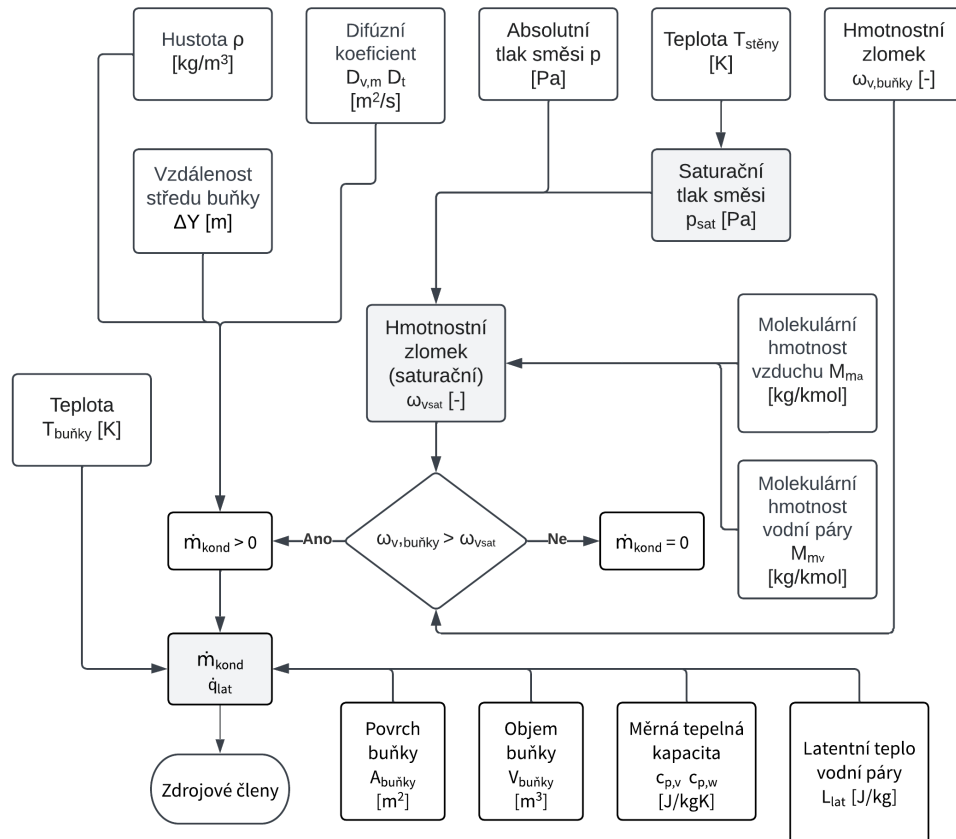 Hustota ρ
[kg/m³]
Difúzní
koeficient
Dv,m Dt
[m²/s]
Absolutní
tlak směsi p
[Pa]
Teplota Tstěny
[K]
Hmotnostní
zlomek
ωv,buňky [-]
Vzdálenost
středu buňky
ΔY [m]
Saturační
tlak směsi
psat [Pa]
Hmotnostní
zlomek
(saturační)
ωvsat [-]
Molekulární
hmotnost
vzduchu Mma
[kg/kmol]
Teplota
Tbuňky [K]
Molekulární
hmotnost
vodní páry
Mmv
[kg/kmol]
ṁkond > 0
Ano
ωv,buňky > ωvsat
Ne
ṁkond = 0
ṁkond
q̇lat
Zdrojové členy
Povrch
buňky
Abuňky
[m²]
Objem
buňky
Vbuňky
[m³]
Měrná tepelná
kapacita
cp,v cp,w
[J/kgK]
Latentní teplo
vodní páry
Llat [J/kg]